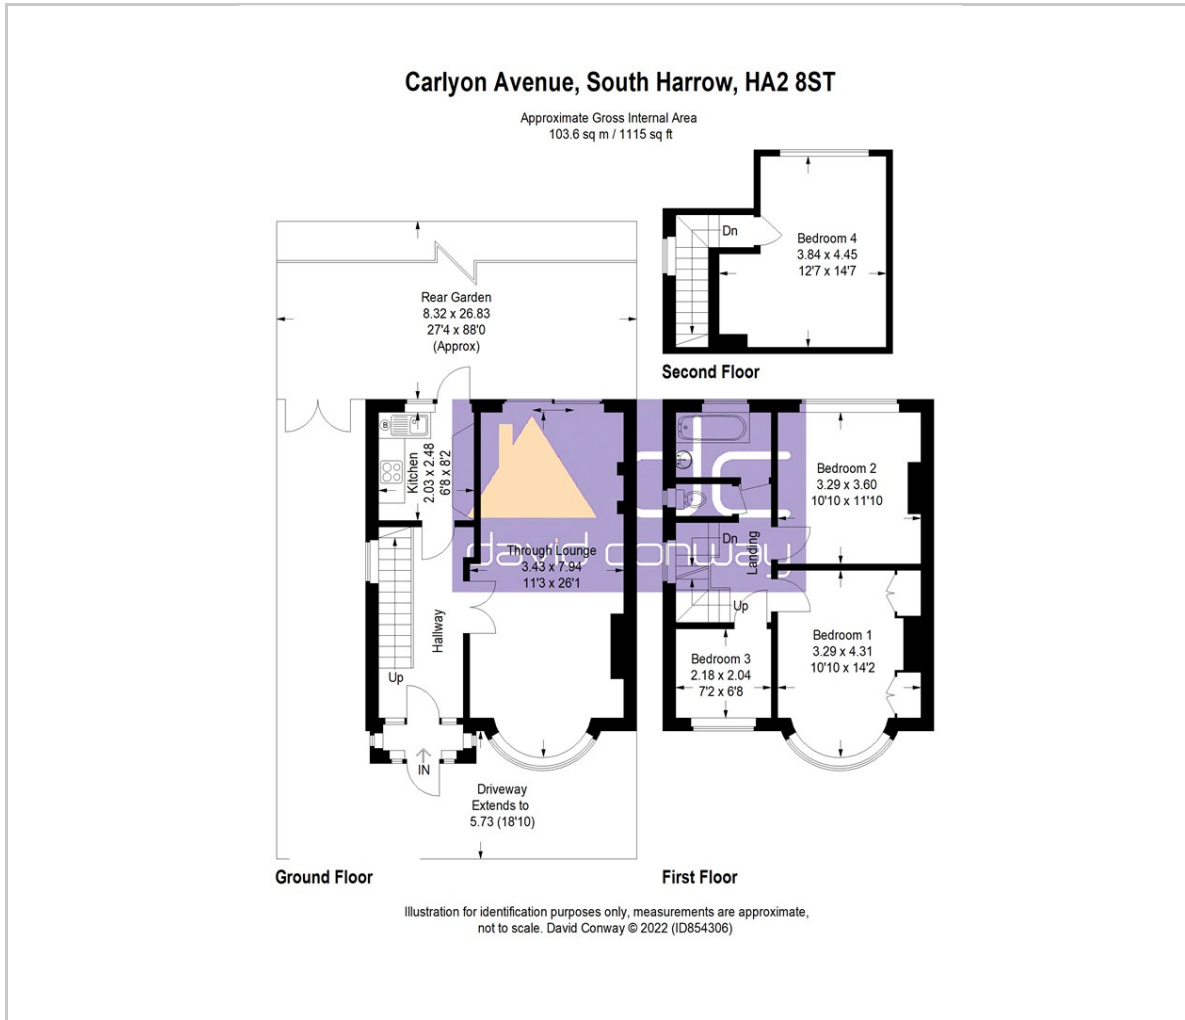 Carlyon Avenue, South Harrow, HA2 8ST
Approximate Gross Internal Area
103.6 sq m / 1115 sq ft
Dn
Bedroom 4
3.84 x 4.45
12'7 x 14'7
Second Floor
Rear Garden
8.32 x 26.83
27'4 x 88'0
(Approx)
B
Kitchen
2.03 x 2.48
6'8 x 8'2
Through Lounge
3.43 x 7.94
11'3 x 26'1
Hallway
Up
IN
Driveway
Extends to
5.73 (18'10)
Ground Floor
dc
david conway
Bedroom 2
3.29 x 3.60
10'10 x 11'10
Dn
Landing
Up
Bedroom 1
3.29 x 4.31
10'10 x 14'2
Bedroom 3
2.18 x 2.04
7'2 x 6'8
First Floor
Illustration for identification purposes only, measurements are approximate,
not to scale. David Conway © 2022 (ID854306)